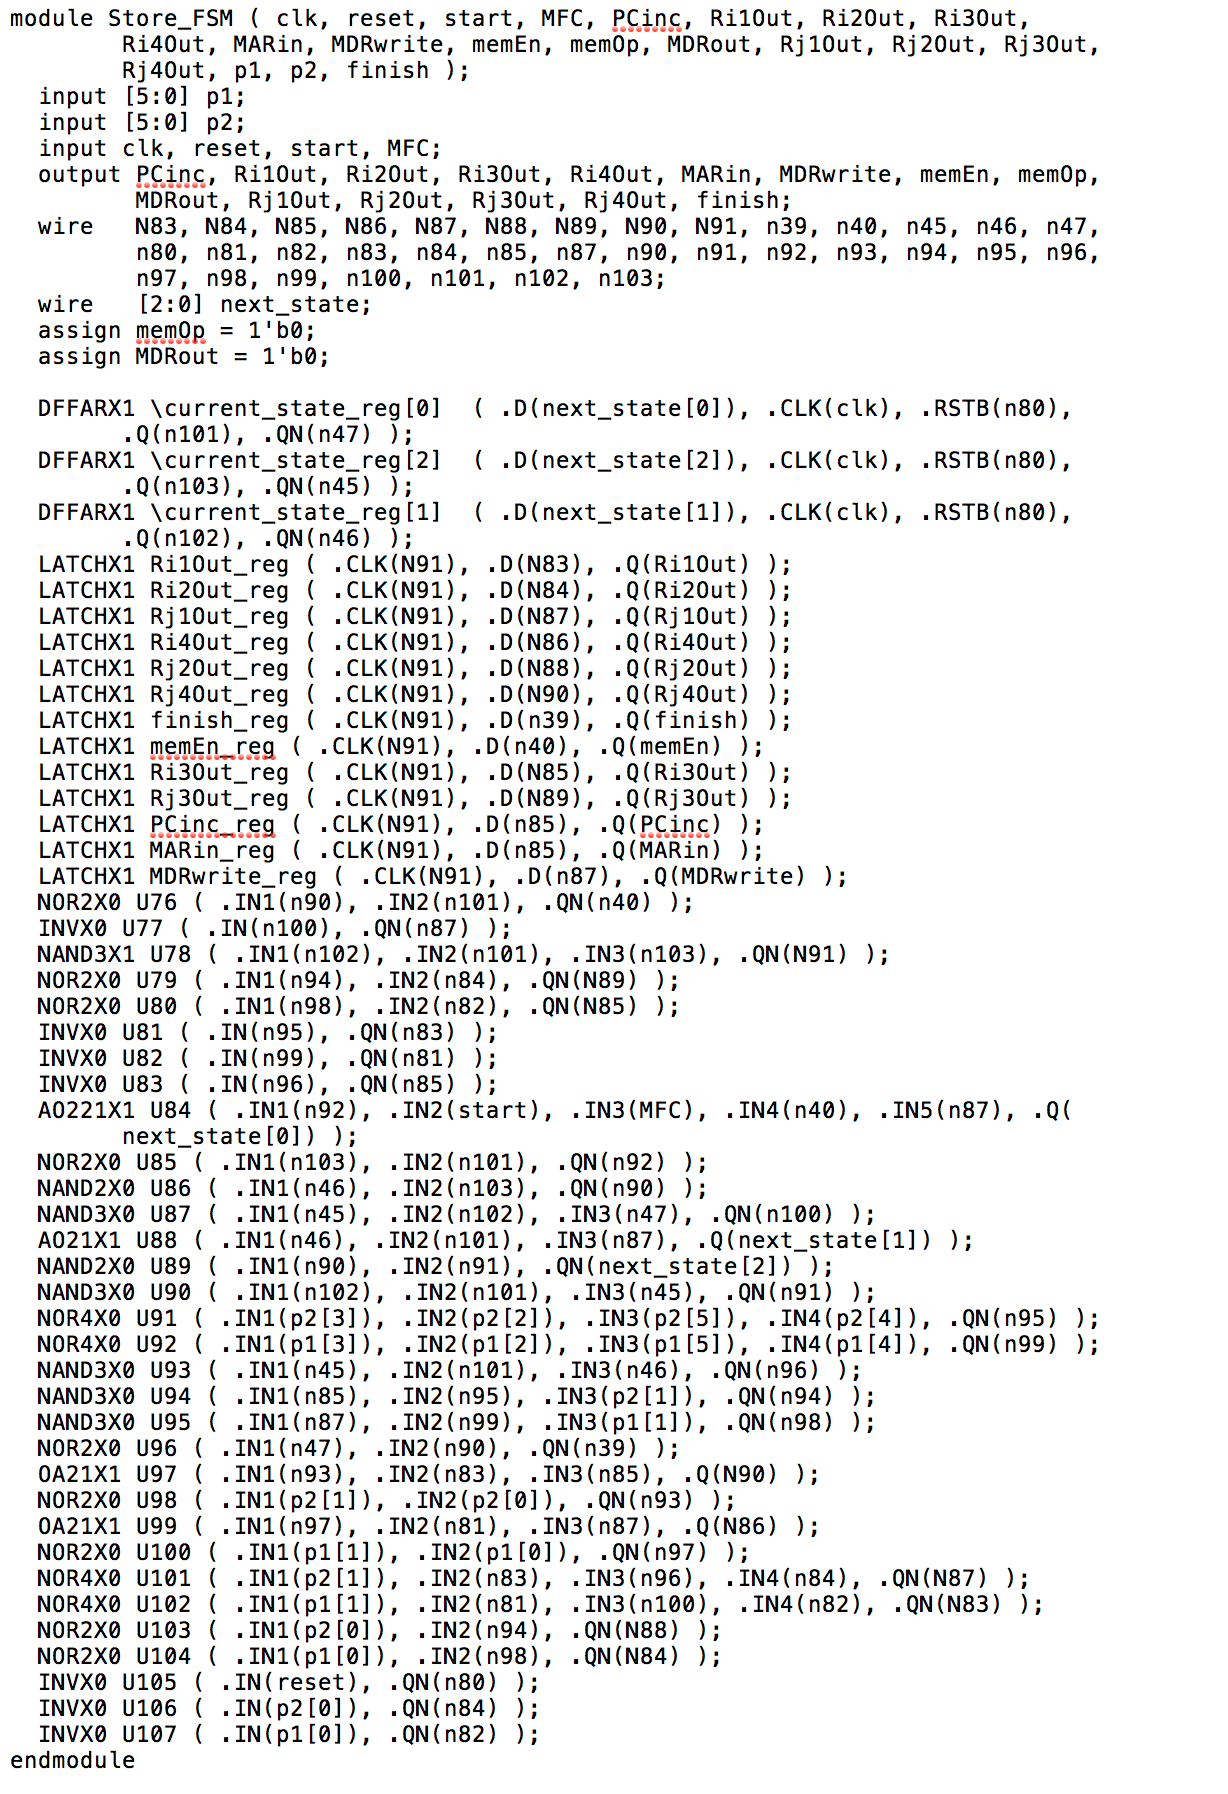 module Store_FSM ( clk, reset, start, MFC, PCinc, Ri1Out, Ri2Out, Ri3Out,
Ri4Out, MARin, MDRwrite, memEn, memOp, MDRout, Rj1Out, Rj2Out, Rj3Out,
Rj4Out, p1, p2, finish );
input [5:0] p1;
input [5:0] p2;
input clk, reset, start, MFC;
output PCinc, Ri1Out, Ri2Out, Ri3Out, Ri4Out, MARin, MDRwrite, memEn, memOp,
MDRout, Rj1Out, Rj2Out, Rj3Out, Rj4Out, finish;
wire   N83, N84, N85, N86, N87, N88, N89, N90, N91, n39, n40, n45, n46, n47,
n80, n81, n82, n83, n84, n85, n87, n90, n91, n92, n93, n94, n95, n96,
n97, n98, n99, n100, n101, n102, n103;
wire   [2:0] next_state;
assign memOp = 1'b0;
assign MDRout = 1'b0;
DFFARX1 \current_state_reg[0]  ( .D(next_state[0]), .CLK(clk), .RSTB(n80),
.Q(n101), .QN(n47) );
DFFARX1 \current_state_reg[2]  ( .D(next_state[2]), .CLK(clk), .RSTB(n80),
.Q(n103), .QN(n45) );
DFFARX1 \current_state_reg[1]  ( .D(next_state[1]), .CLK(clk), .RSTB(n80),
.Q(n102), .QN(n46) );
LATCHX1 Ri1Out_reg ( .CLK(N91), .D(N83), .Q(Ri1Out) );
LATCHX1 Ri2Out_reg ( .CLK(N91), .D(N84), .Q(Ri2Out) );
LATCHX1 Rj1Out_reg ( .CLK(N91), .D(N87), .Q(Rj1Out) );
LATCHX1 Ri4Out_reg ( .CLK(N91), .D(N86), .Q(Ri4Out) );
LATCHX1 Rj2Out_reg ( .CLK(N91), .D(N88), .Q(Rj2Out) );
LATCHX1 Rj4Out_reg ( .CLK(N91), .D(N90), .Q(Rj4Out) );
LATCHX1 finish_reg ( .CLK(N91), .D(n39), .Q(finish) );
LATCHX1 memEn_reg ( .CLK(N91), .D(n40), .Q(memEn) );
LATCHX1 Ri3Out_reg ( .CLK(N91), .D(N85), .Q(Ri3Out) );
LATCHX1 Rj3Out_reg ( .CLK(N91), .D(N89), .Q(Rj3Out) );
LATCHX1 PCinc_reg ( .CLK(N91), .D(n85), .Q(PCinc) );
LATCHX1 MARin_reg ( .CLK(N91), .D(n85), .Q(MARin) );
LATCHX1 MDRwrite_reg ( .CLK(N91), .D(n87), .Q(MDRwrite) );
NOR2X0 U76 ( .IN1(n90), .IN2(n101), .QN(n40) );
INVX0 U77 ( .IN(n100), .QN(n87) );
NAND3X1 U78 ( .IN1(n102), .IN2(n101), .IN3(n103), .QN(N91) );
NOR2X0 U79 ( .IN1(n94), .IN2(n84), .QN(N89) );
NOR2X0 U80 ( .IN1(n98), .IN2(n82), .QN(N85) );
INVX0 U81 ( .IN(n95), .QN(n83) );
INVX0 U82 ( .IN(n99), .QN(n81) );
INVX0 U83 ( .IN(n96), .QN(n85) );
AO221X1 U84 ( .IN1(n92), .IN2(start), .IN3(MFC), .IN4(n40), .IN5(n87), .Q(
next_state[0]) );
NOR2X0 U85 ( .IN1(n103), .IN2(n101), .QN(n92) );
NAND2X0 U86 ( .IN1(n46), .IN2(n103), .QN(n90) );
NAND3X0 U87 ( .IN1(n45), .IN2(n102), .IN3(n47), .QN(n100) );
AO21X1 U88 ( .IN1(n46), .IN2(n101), .IN3(n87), .Q(next_state[1]) );
NAND2X0 U89 ( .IN1(n90), .IN2(n91), .QN(next_state[2]) );
NAND3X0 U90 ( .IN1(n102), .IN2(n101), .IN3(n45), .QN(n91) );
NOR4X0 U91 ( .IN1(p2[3]), .IN2(p2[2]), .IN3(p2[5]), .IN4(p2[4]), .QN(n95) );
NOR4X0 U92 ( .IN1(p1[3]), .IN2(p1[2]), .IN3(p1[5]), .IN4(p1[4]), .QN(n99) );
NAND3X0 U93 ( .IN1(n45), .IN2(n101), .IN3(n46), .QN(n96) );
NAND3X0 U94 ( .IN1(n85), .IN2(n95), .IN3(p2[1]), .QN(n94) );
NAND3X0 U95 ( .IN1(n87), .IN2(n99), .IN3(p1[1]), .QN(n98) );
NOR2X0 U96 ( .IN1(n47), .IN2(n90), .QN(n39) );
OA21X1 U97 ( .IN1(n93), .IN2(n83), .IN3(n85), .Q(N90) );
NOR2X0 U98 ( .IN1(p2[1]), .IN2(p2[0]), .QN(n93) );
OA21X1 U99 ( .IN1(n97), .IN2(n81), .IN3(n87), .Q(N86) );
NOR2X0 U100 ( .IN1(p1[1]), .IN2(p1[0]), .QN(n97) );
NOR4X0 U101 ( .IN1(p2[1]), .IN2(n83), .IN3(n96), .IN4(n84), .QN(N87) );
NOR4X0 U102 ( .IN1(p1[1]), .IN2(n81), .IN3(n100), .IN4(n82), .QN(N83) );
NOR2X0 U103 ( .IN1(p2[0]), .IN2(n94), .QN(N88) );
NOR2X0 U104 ( .IN1(p1[0]), .IN2(n98), .QN(N84) );
INVX0 U105 ( .IN(reset), .QN(n80) );
INVX0 U106 ( .IN(p2[0]), .QN(n84) );
INVX0 U107 ( .IN(p1[0]), .QN(n82) );
endmodule